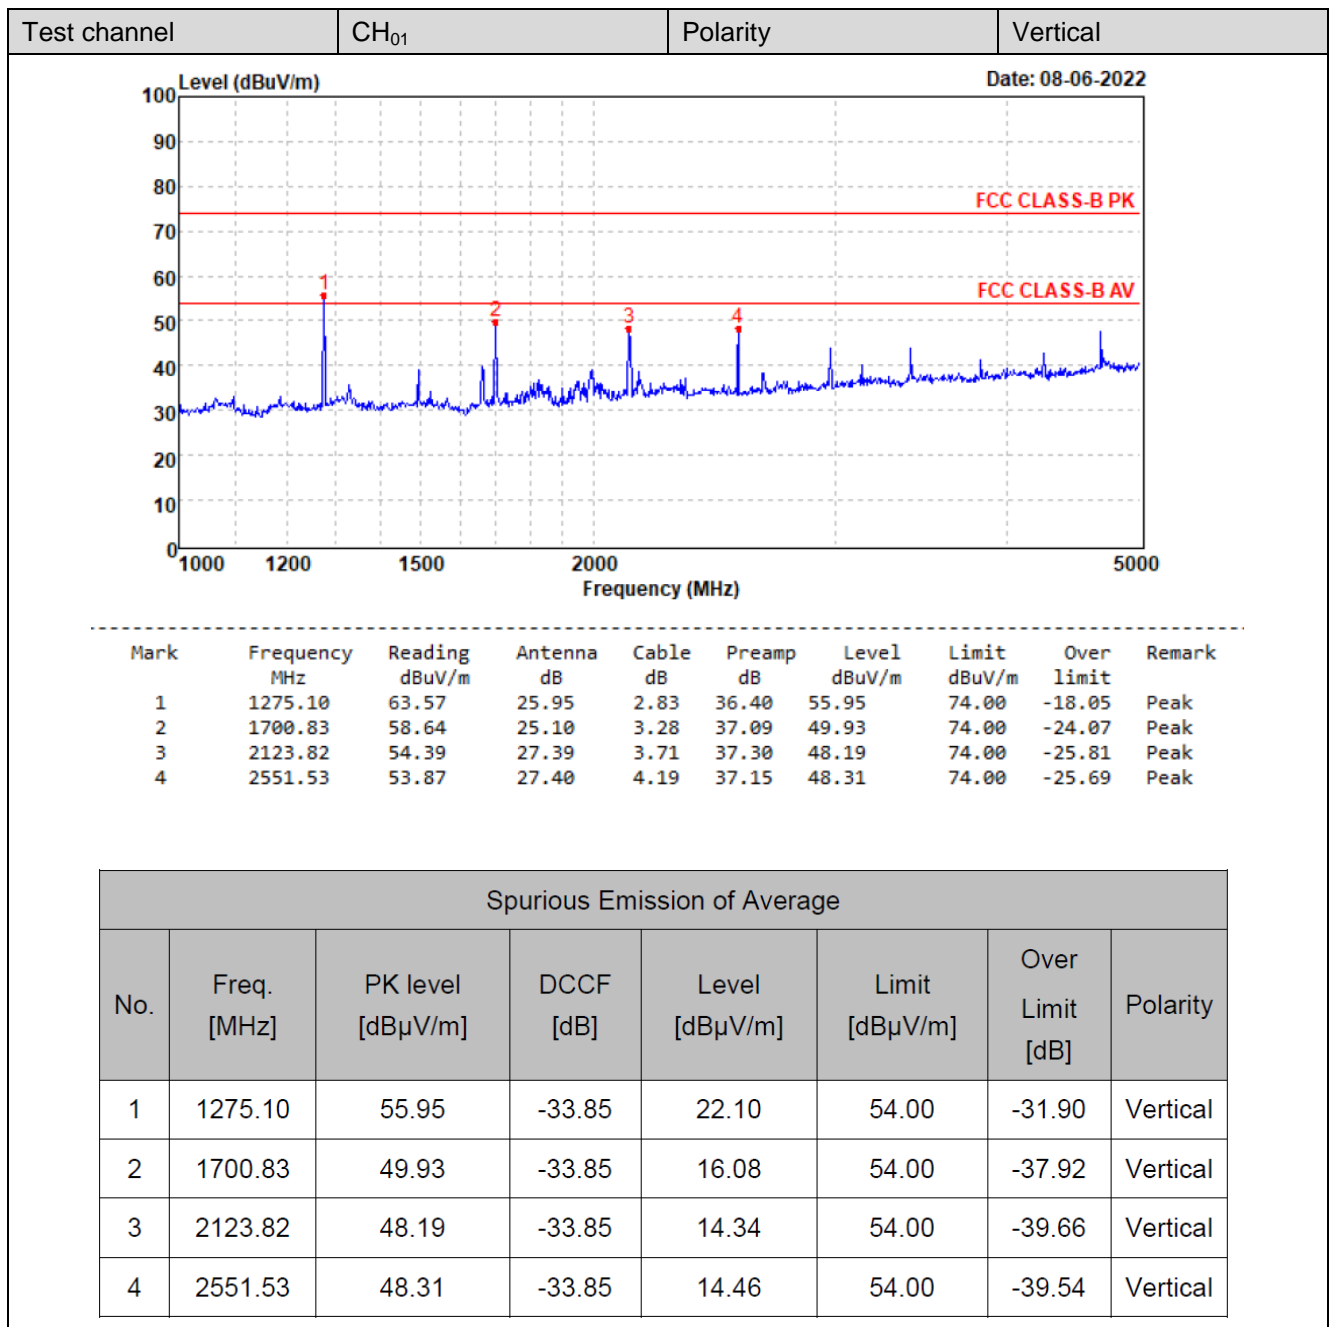 Test channel CH01 Polarity Vertical
Level (dBuV/m) Date: 08-06-2022
100
90
80
FCC CLASS-B PK
70
60
1
FCC CLASS-B AV
50
2 3 4
40
30
20
10
0
1000 1200 1500 2000 5000
Frequency (MHz)
Mark Frequency Reading Antenna Cable Preamp Level Limit Over Remark
MHz dBuV/m dB dB dB dBuV/m dBuV/m limit
1 1275.10 63.57 25.95 2.83 36.40 55.95 74.00 -18.05 Peak
2 1700.83 58.64 25.10 3.28 37.09 49.93 74.00 -24.07 Peak
3 2123.82 54.39 27.39 3.71 37.30 48.19 74.00 -25.81 Peak
4 2551.53 53.87 27.40 4.19 37.15 48.31 74.00 -25.69 Peak
Spurious Emission of Average
No. Freq. [MHz] PK level [dBµV/m] DCCF [dB] Level [dBµV/m] Limit [dBµV/m] Over Limit [dB] Polarity
1 1275.10 55.95 -33.85 22.10 54.00 -31.90 Vertical
2 1700.83 49.93 -33.85 16.08 54.00 -37.92 Vertical
3 2123.82 48.19 -33.85 14.34 54.00 -39.66 Vertical
4 2551.53 48.31 -33.85 14.46 54.00 -39.54 Vertical